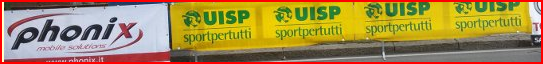 phonix
mobile solutions
www.phonix.it
UISP
sportpertutti
UISP
sportpertutti
UISP
sportpertutti
UISP
sportpertutti